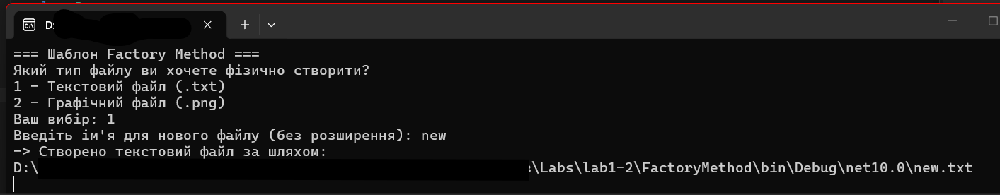 D:
=== Шаблон Factory Method ===
Який тип файлу ви хочете фізично створити?
1 - Текстовий файл (.txt)
2 - Графічний файл (.png)
Ваш вибір: 1
Введіть ім'я для нового файлу (без розширення): new
-> Створено текстовий файл за шляхом:
D:\ \Labs\lab1-2\FactoryMethod\bin\Debug\net10.0\new.txt